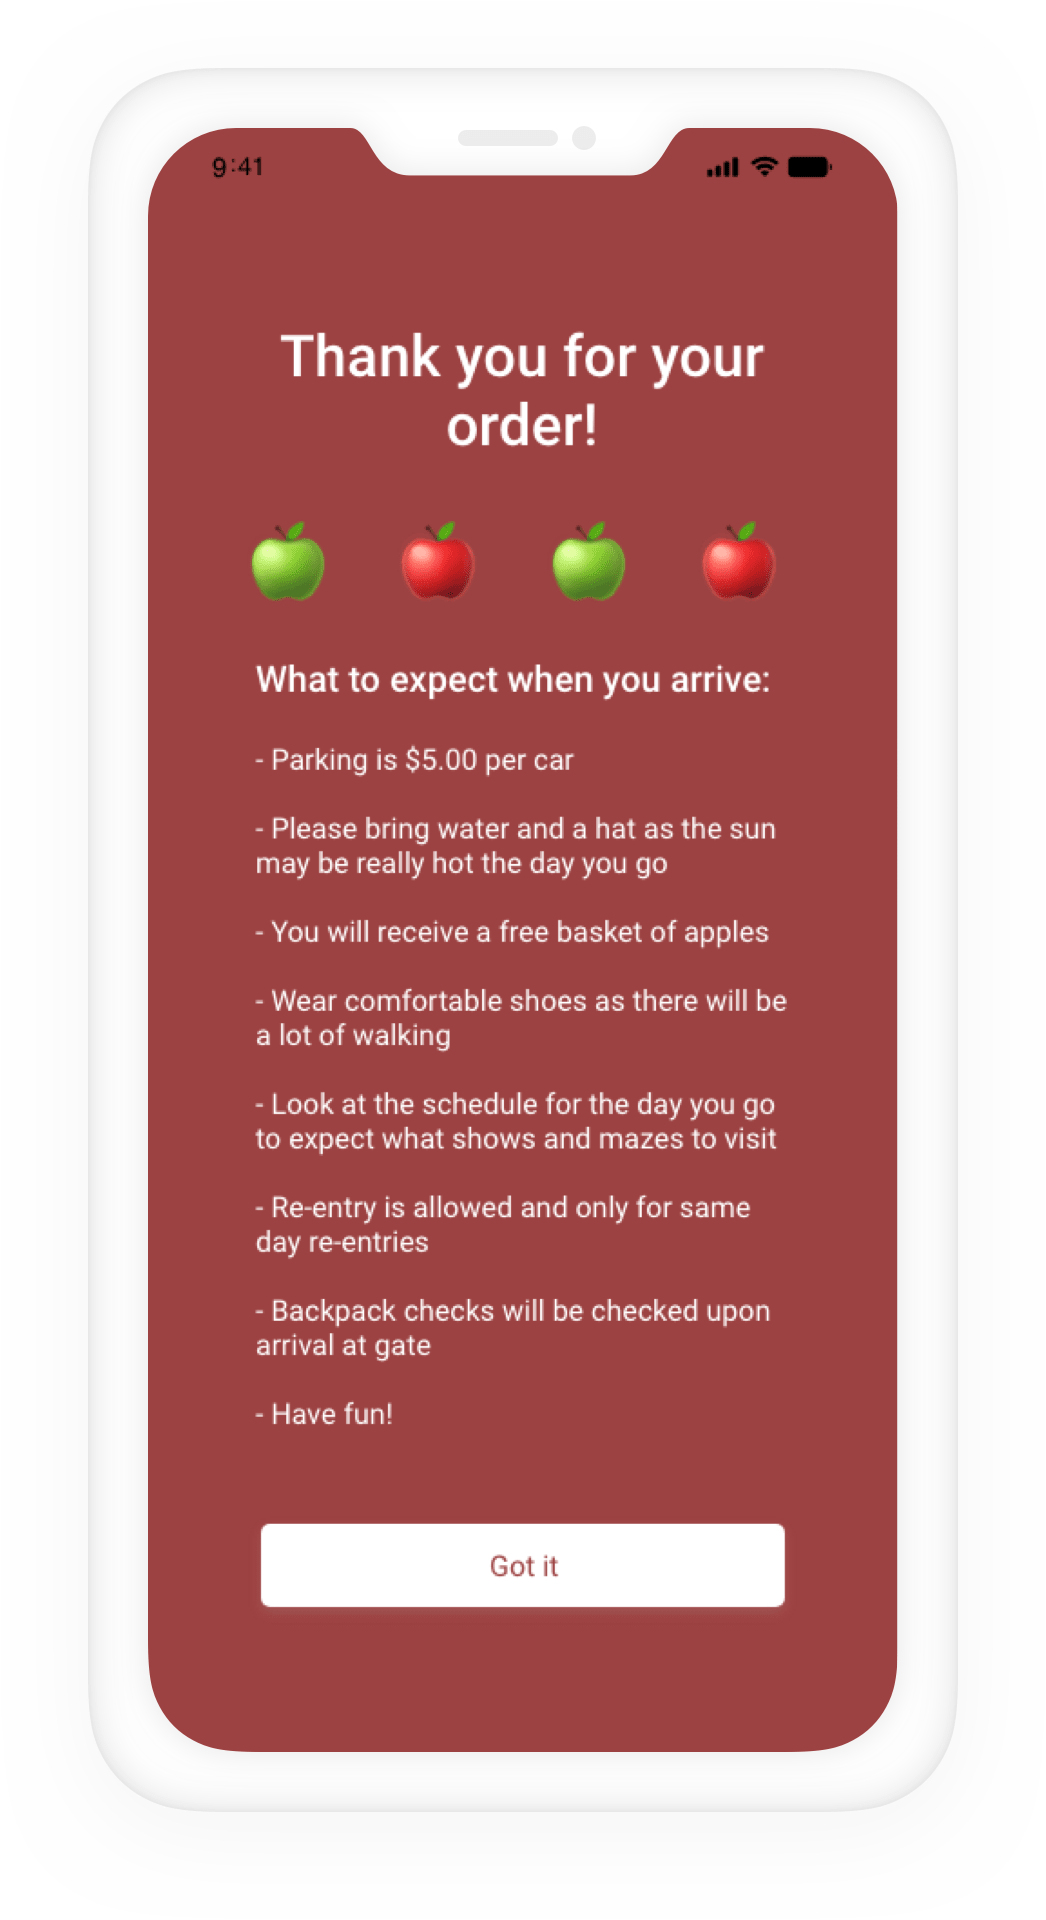 9:41
Thank you for your
order!
What to expect when you arrive:
- Parking is $5.00 per car
- Please bring water and a hat as the sun
may be really hot the day you go
- You will receive a free basket of apples
- Wear comfortable shoes as there will be
a lot of walking
- Look at the schedule for the day you go
to expect what shows and mazes to visit
- Re-entry is allowed and only for same
day re-entries
- Backpack checks will be checked upon
arrival at gate
- Have fun!
Got it